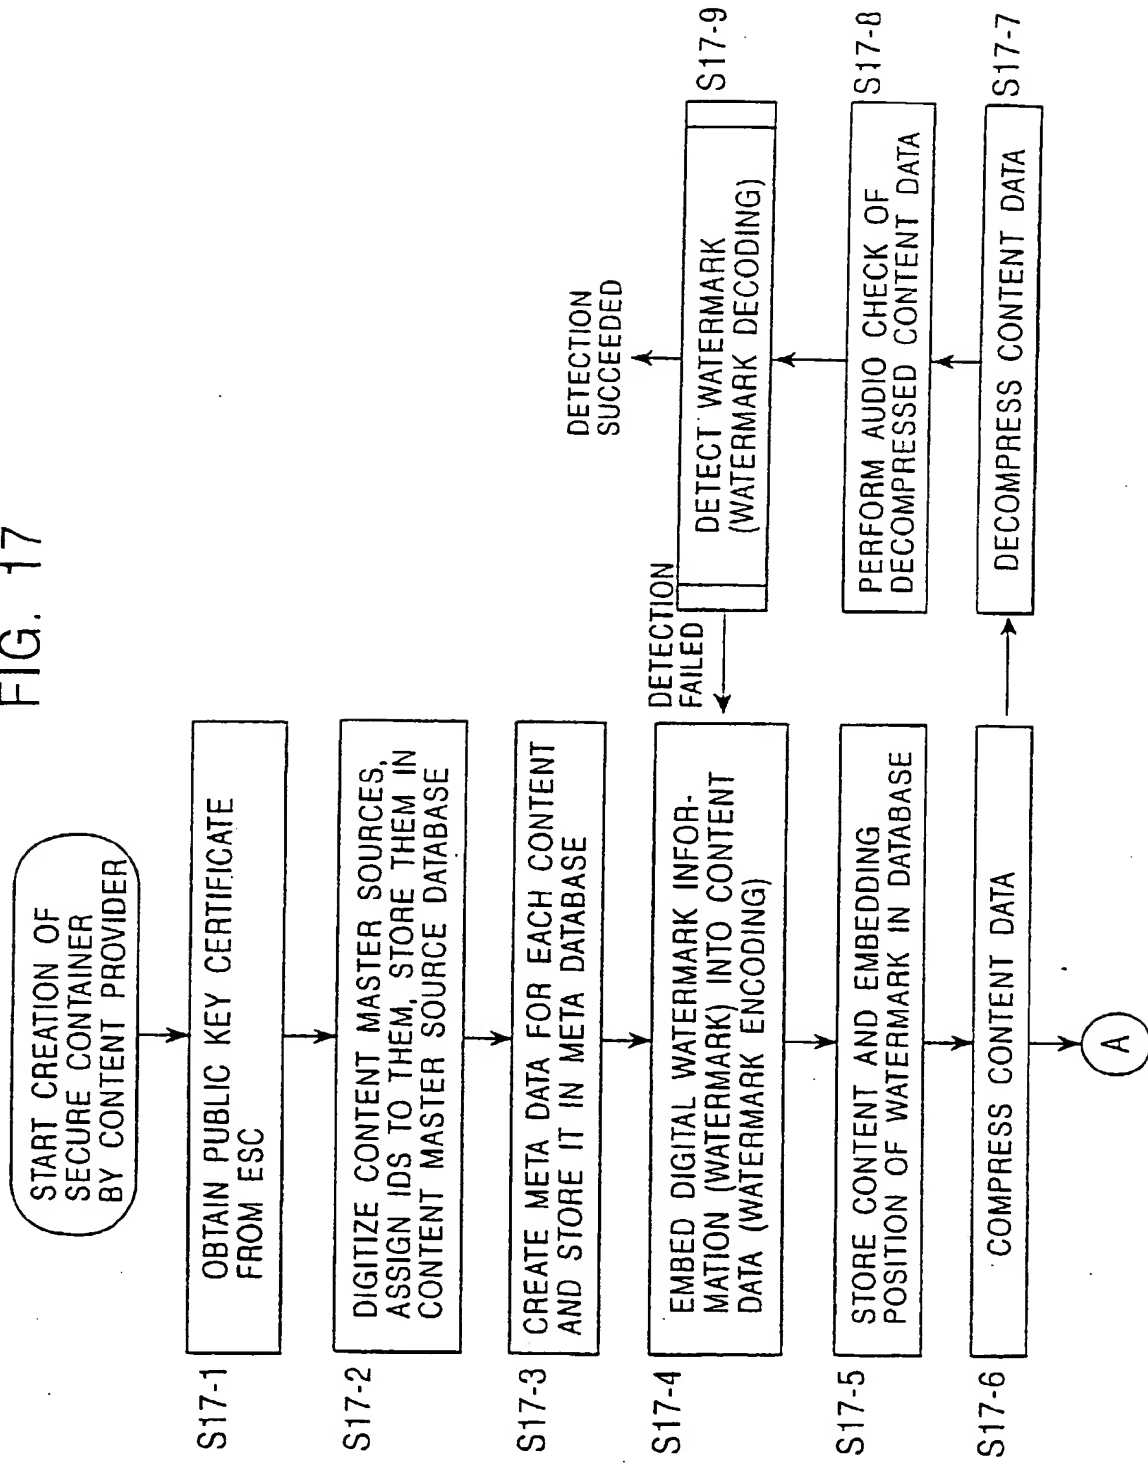 FIG. 17
START CREATION OF
SECURE CONTAINER
BY CONTENT PROVIDER
S17-1
OBTAIN PUBLIC KEY CERTIFICATE
FROM ESC
S17-2
DIGITIZE CONTENT MASTER SOURCES,
ASSIGN IDS TO THEM, STORE THEM IN
CONTENT MASTER SOURCE DATABASE
S17-3
CREATE META DATA FOR EACH CONTENT
AND STORE IT IN META DATABASE
S17-4
EMBED DIGITAL WATERMARK INFOR-
MATION (WATERMARK) INTO CONTENT
DATA (WATERMARK ENCODING)
S17-5
STORE CONTENT AND EMBEDDING
POSITION OF WATERMARK IN DATABASE
S17-6
COMPRESS CONTENT DATA
A
DETECTION
SUCCEEDED
DETECTION
FAILED
DETECT WATERMARK
(WATERMARK DECODING)
S17-9
PERFORM AUDIO CHECK OF
DECOMPRESSED CONTENT DATA
S17-8
DECOMPRESS CONTENT DATA
S17-7